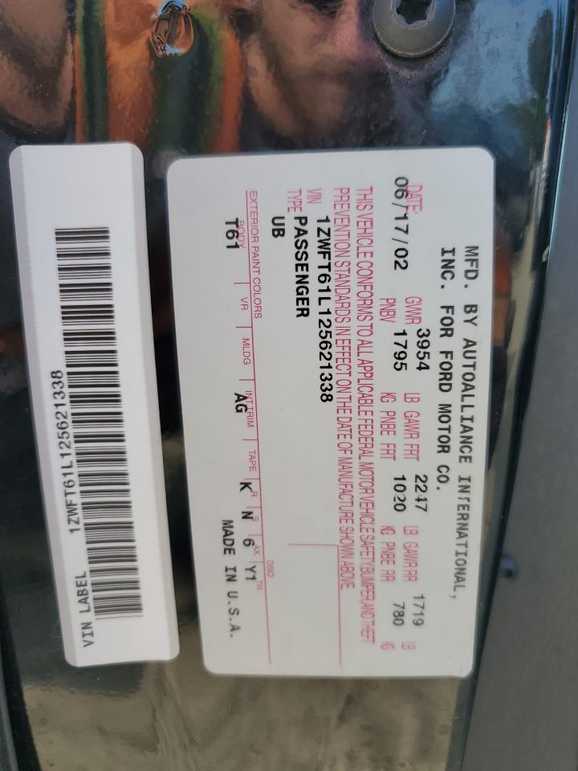 MFD. BY AUTOALLIANCE INTERNATIONAL,
INC. FOR FORD MOTOR CO.
DATE: GVWR LB GAWR FRT LB GAWR RR LB
06/17/02 3954 2247 1719
PNBV KG PNBE FRT KG PNBE RR KG
1795 1020 780
THIS VEHICLE CONFORMS TO ALL APPLICABLE FEDERAL MOTOR VEHICLE SAFETY, BUMPER, AND THEFT
PREVENTION STANDARDS IN EFFECT ON THE DATE OF MANUFACTURE SHOWN ABOVE.
VIN 1ZWFT61L125621338
TYPE PASSENGER
UB
EXTERIOR PAINT COLORS DSO
BODY VR MLDG INT TRIM TAPE R S AX TR
T61 AG K N 6 Y1
MADE IN U.S.A.
1ZWFT61L125621338
VIN LABEL